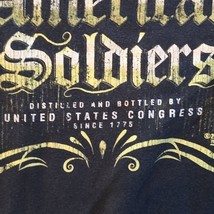 Soldiers
DISTILLED AND BOTTLED BY
UNITED STATES CONGRESS
SINCE 1775